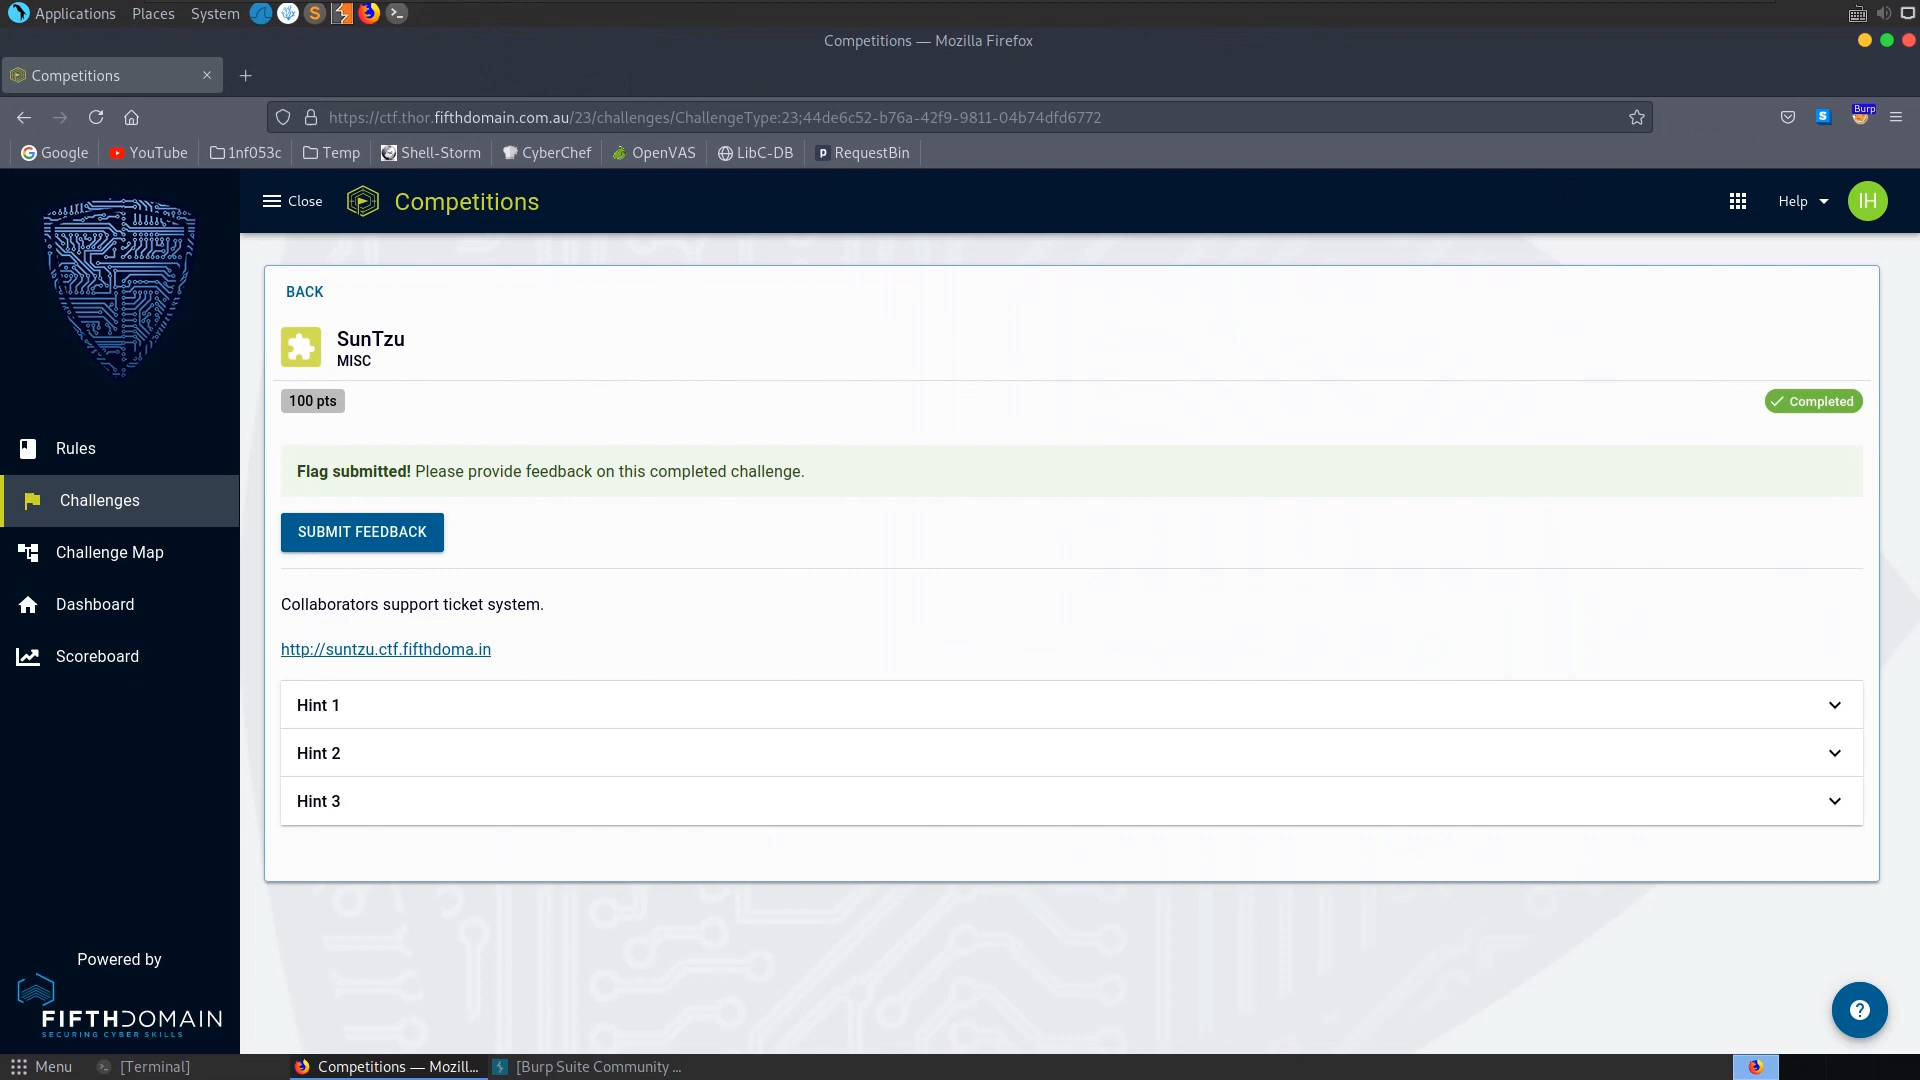 Applications Places System
Competitions — Mozilla Firefox
Competitions
https://ctf.thor.fifthdomain.com.au/23/challenges/ChallengeType:23;44de6c52-b76a-42f9-9811-04b74dfd6772
Burp
Google YouTube 1nf053c Temp Shell-Storm CyberChef OpenVAS LibC-DB RequestBin
Close Competitions Help IH
BACK
SunTzu
MISC
100 pts Completed
Flag submitted! Please provide feedback on this completed challenge.
SUBMIT FEEDBACK
Collaborators support ticket system.
http://suntzu.ctf.fifthdoma.in
Hint 1
Hint 2
Hint 3
Rules
Challenges
Challenge Map
Dashboard
Scoreboard
Powered by
FIFTHDOMAIN
SECURING CYBER SKILLS
Menu [Terminal] Competitions — Mozill... [Burp Suite Community ...